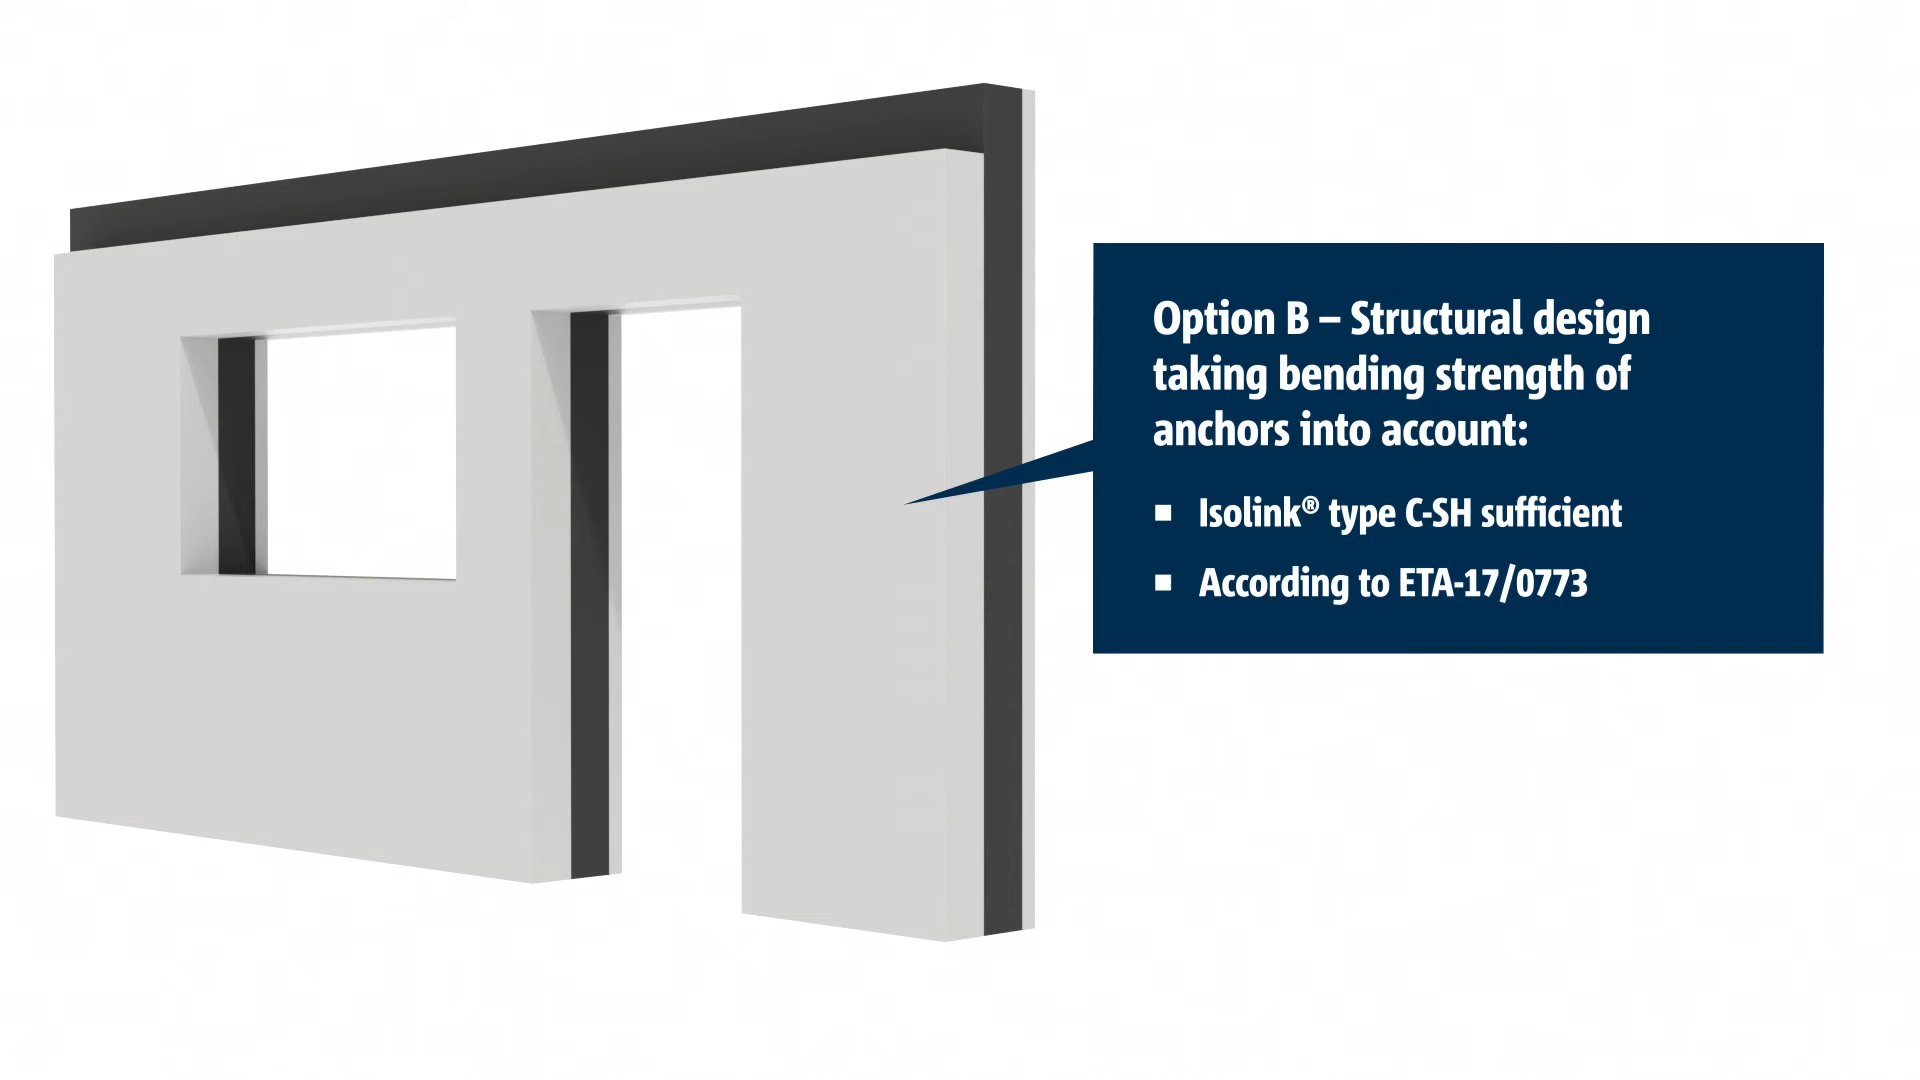 Option B – Structural design
taking bending strength of
anchors into account:
▪ Isolink® type C-SH sufficient
▪ According to ETA-17/0773